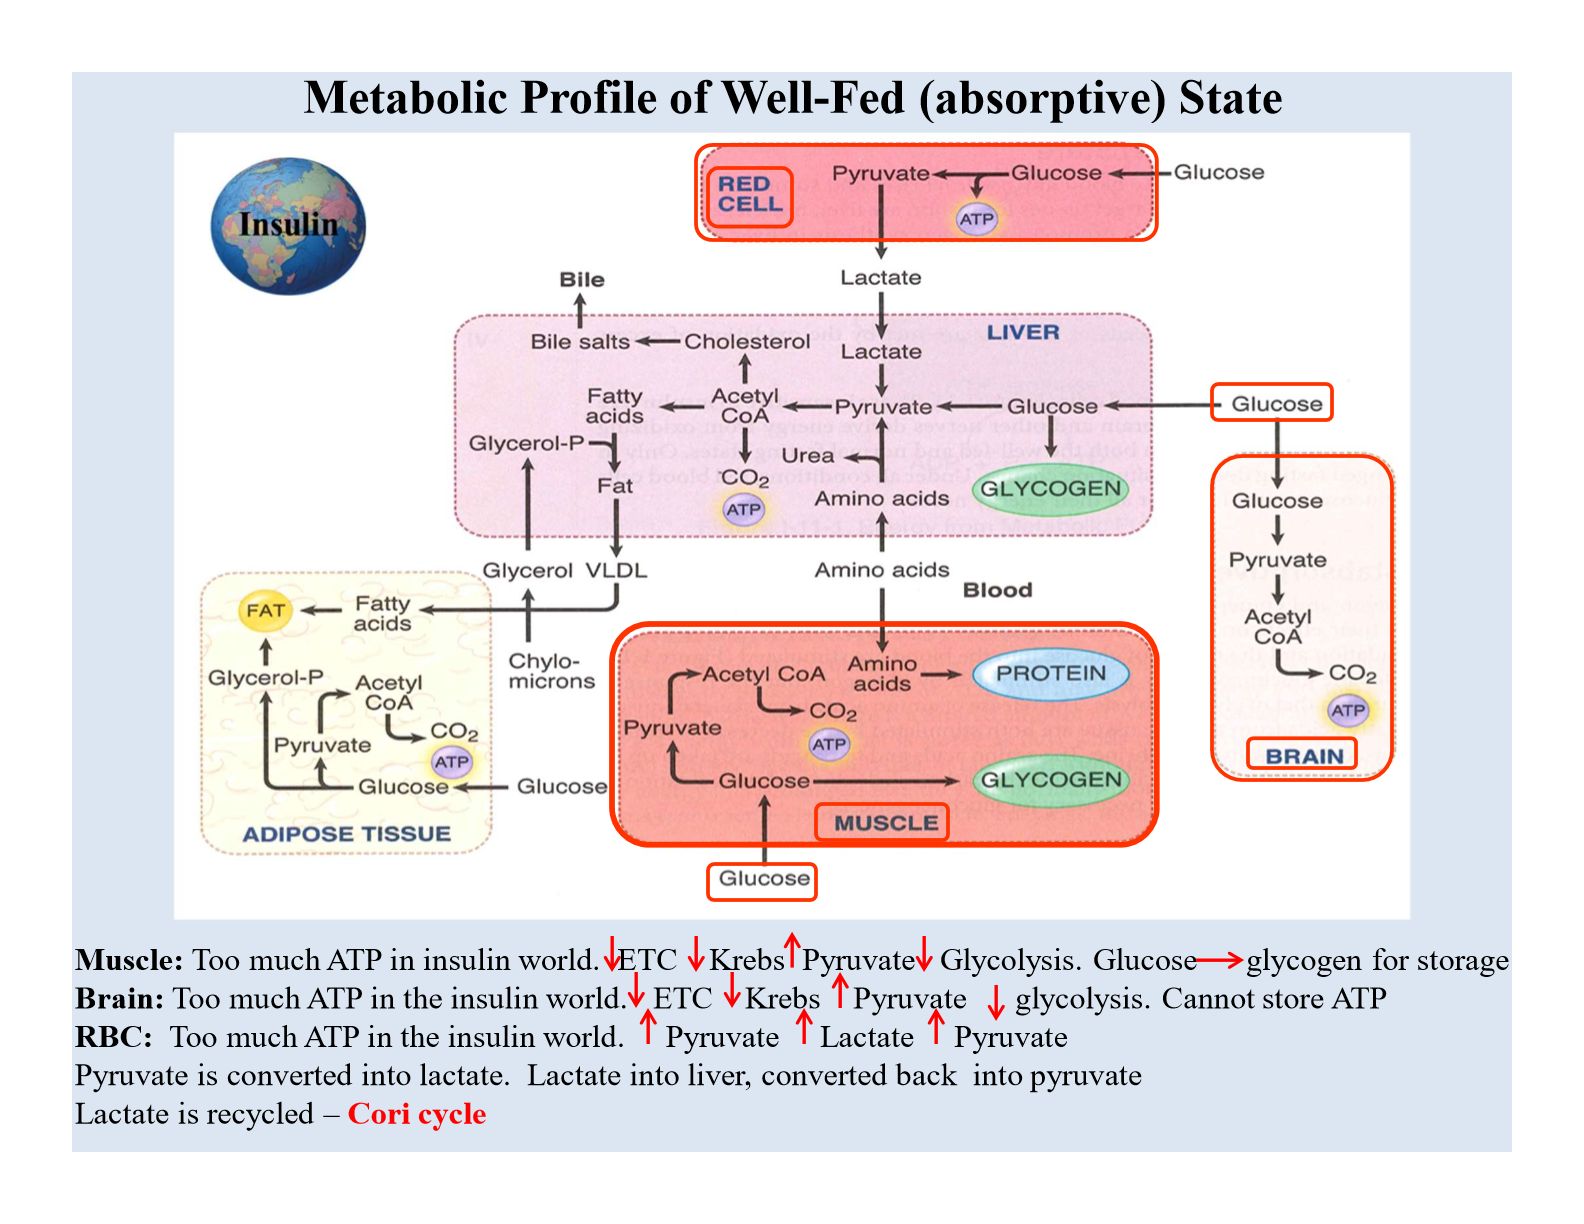 Metabolic Profile of Well-Fed (absorptive) State
Insulin
RED
CELL
Pyruvate
Glucose
Glucose
ATP
Lactate
Bile
LIVER
Bile salts
Cholesterol
Lactate
Fatty
acids
Acetyl
CoA
Pyruvate
Glucose
Glucose
Glycerol-P
Urea
Fat
CO2
ATP
Amino acids
GLYCOGEN
Glucose
Pyruvate
Acetyl
CoA
CO2
ATP
BRAIN
Glycerol
VLDL
Amino acids
Blood
FAT
Fatty
acids
Chylo-
microns
Glycerol-P
Acetyl
CoA
CO2
Pyruvate
ATP
Glucose
Glucose
ADIPOSE TISSUE
Acetyl CoA
Amino
acids
PROTEIN
Pyruvate
CO2
ATP
Glucose
GLYCOGEN
MUSCLE
Glucose
Muscle: Too much ATP in insulin world. ↓ETC ↓Krebs ↑Pyruvate ↓ Glycolysis. Glucose → glycogen for storage
Brain: Too much ATP in the insulin world. ↓ ETC ↓Krebs ↑Pyruvate ↓ glycolysis. Cannot store ATP
RBC: Too much ATP in the insulin world. ↑ Pyruvate ↑ Lactate ↑ Pyruvate
Pyruvate is converted into lactate. Lactate into liver, converted back into pyruvate
Lactate is recycled – Cori cycle